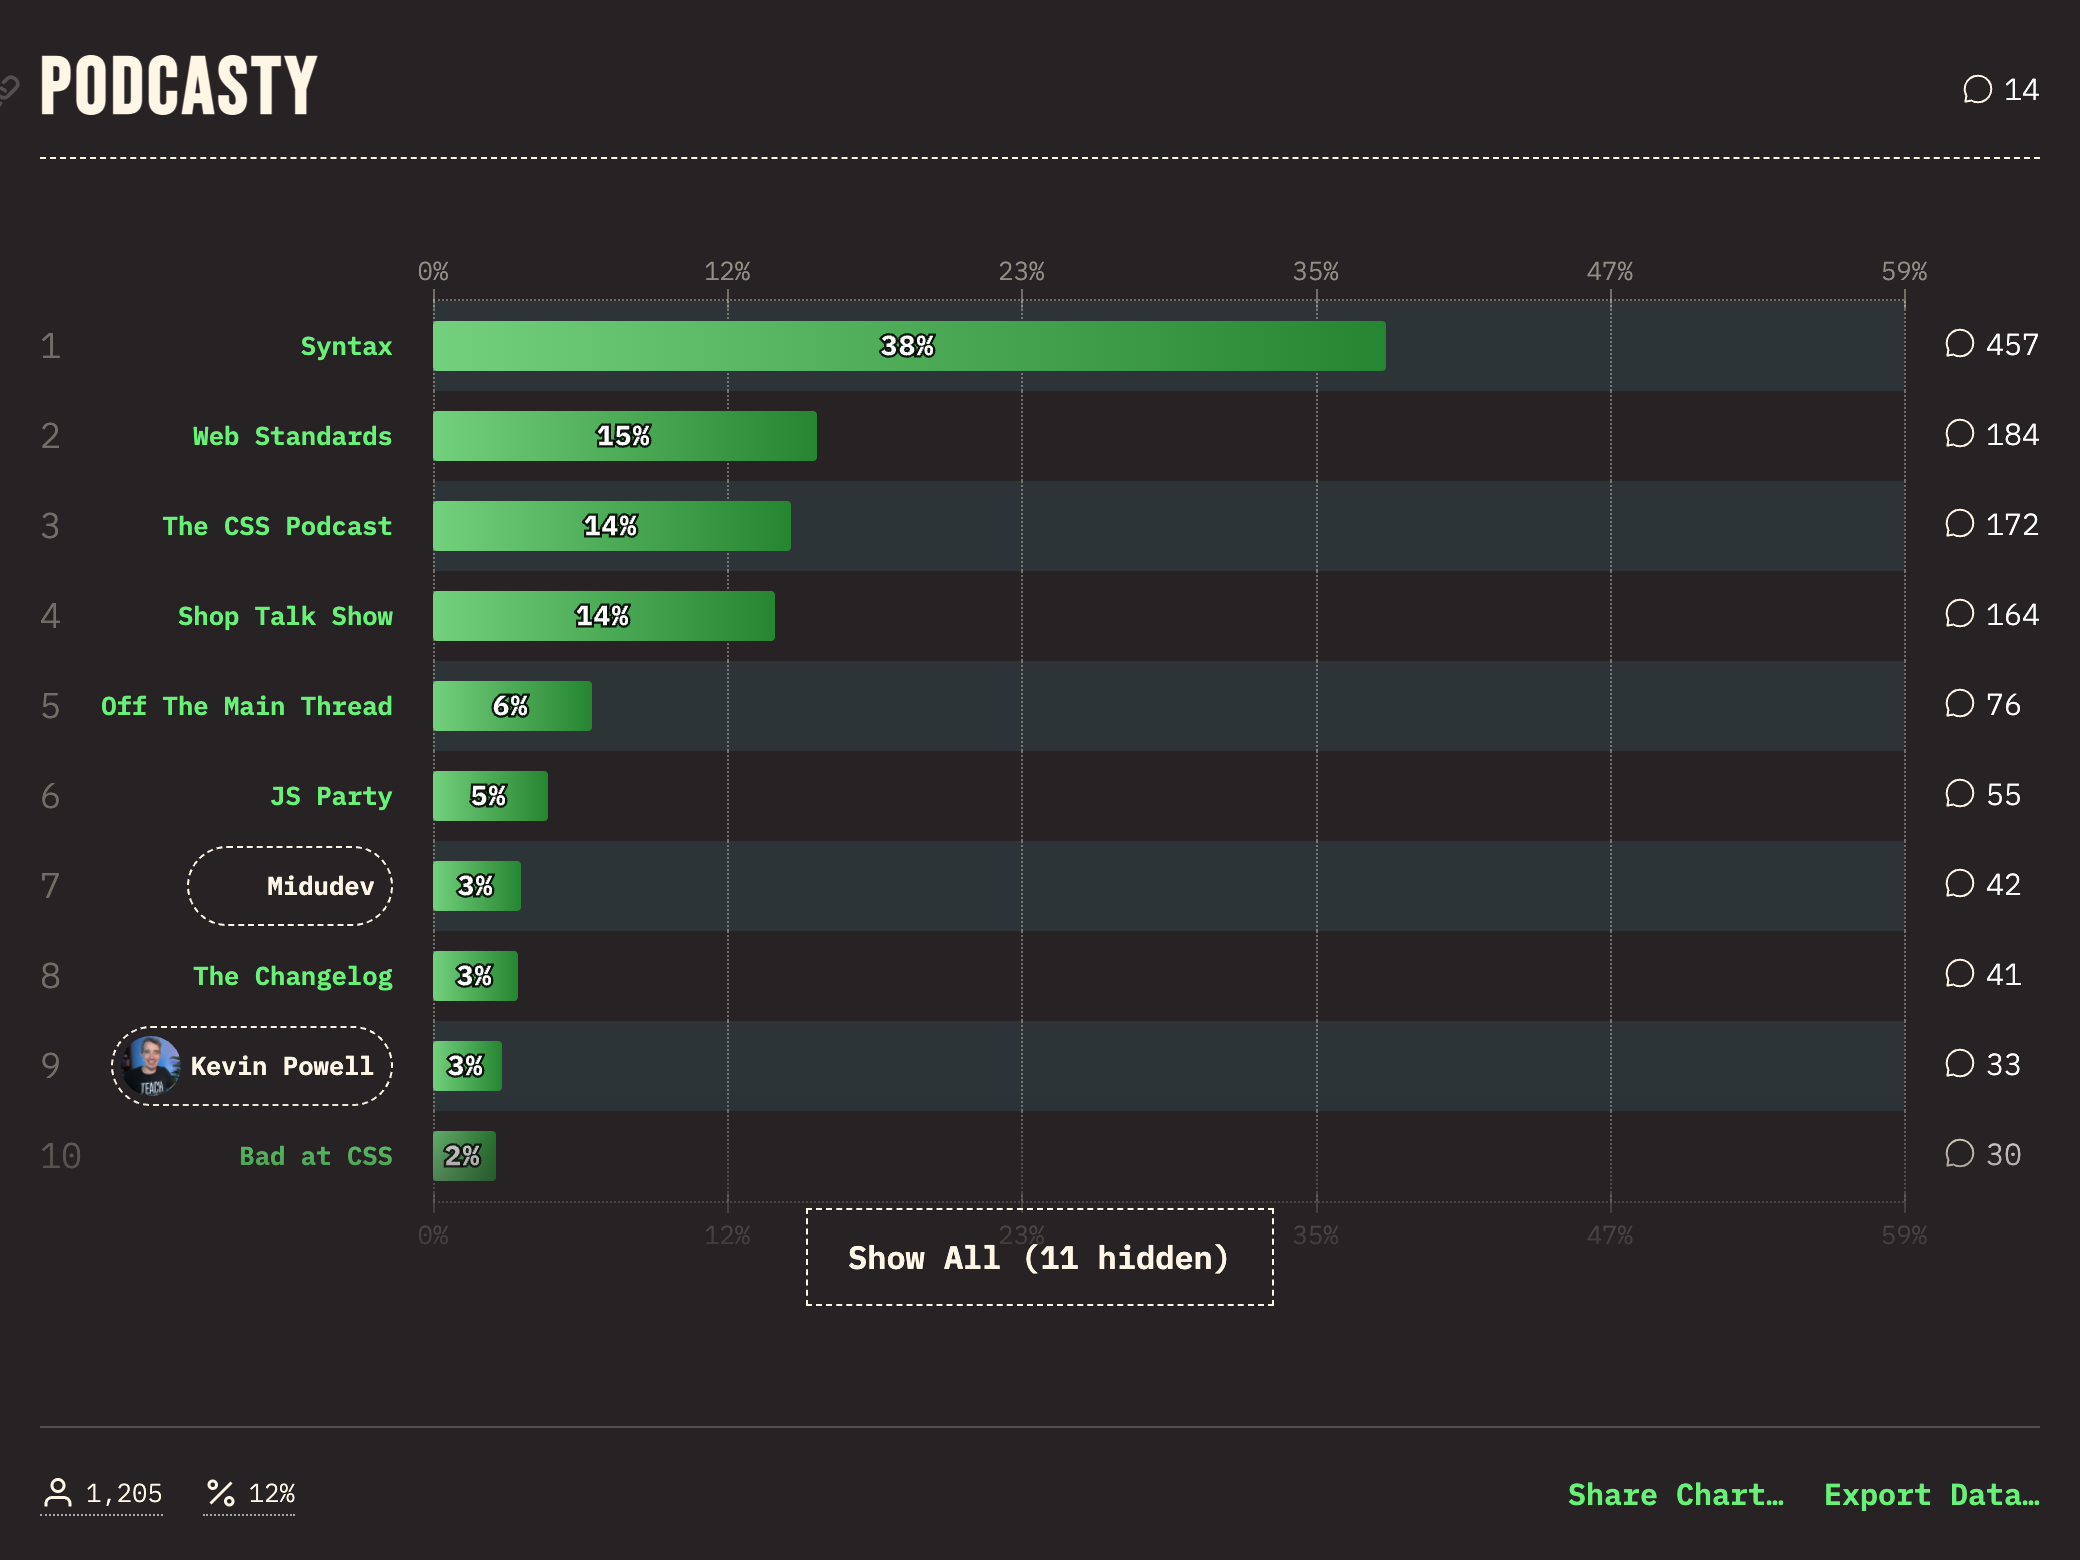 PODCASTY
14
0% 12% 23% 35% 47% 59%
1 Syntax 38% 457
2 Web Standards 15% 184
3 The CSS Podcast 14% 172
4 Shop Talk Show 14% 164
5 Off The Main Thread 6% 76
6 JS Party 5% 55
7 Midudev 3% 42
8 The Changelog 3% 41
9 TEACH Kevin Powell 3% 33
10 Bad at CSS 2% 30
0% 12% 23% 35% 47% 59%
Show All (11 hidden)
1,205 12% Share Chart… Export Data…